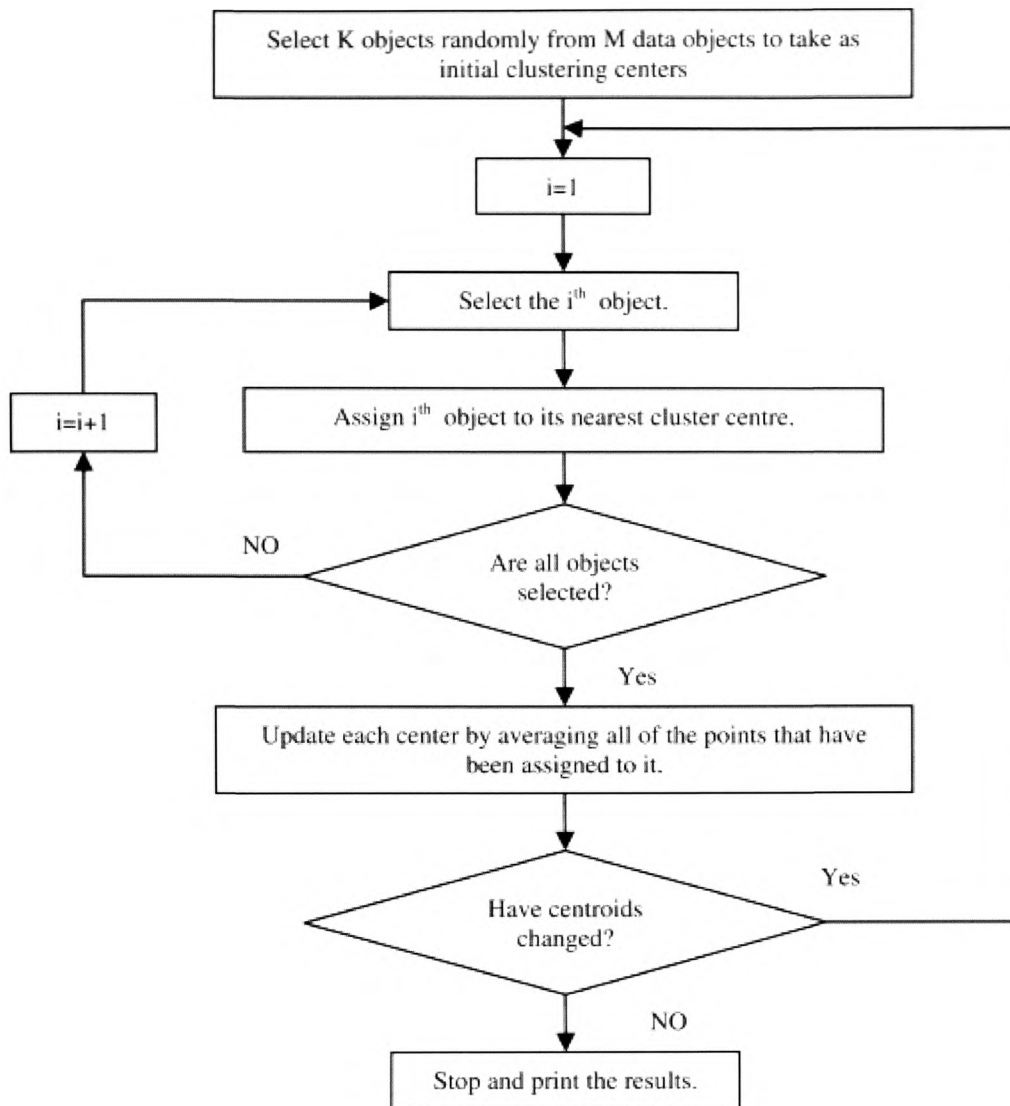 Select K objects randomly from M data objects to take as
initial clustering centers
i=1
Select the ith object.
i=i+1
Assign ith object to its nearest cluster centre.
NO
Are all objects
selected?
Yes
Update each center by averaging all of the points that have
been assigned to it.
Yes
Have centroids
changed?
NO
Stop and print the results.